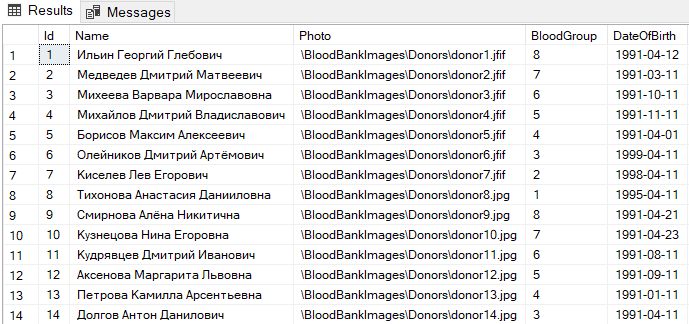 Results Messages
Id Name Photo BloodGroup DateOfBirth
1 1 Ильин Георгий Глебович \BloodBankImages\Donors\donor1.jfif 8 1991-04-12
2 2 Медведев Дмитрий Матвеевич \BloodBankImages\Donors\donor2.jfif 7 1991-03-11
3 3 Михеева Варвара Мирославовна \BloodBankImages\Donors\donor3.jfif 6 1991-10-11
4 4 Михайлов Дмитрий Владиславович \BloodBankImages\Donors\donor4.jfif 5 1991-11-11
5 5 Борисов Максим Алексеевич \BloodBankImages\Donors\donor5.jfif 4 1991-04-01
6 6 Олейников Дмитрий Артёмович \BloodBankImages\Donors\donor6.jfif 3 1999-04-11
7 7 Киселев Лев Егорович \BloodBankImages\Donors\donor7.jfif 2 1998-04-11
8 8 Тихонова Анастасия Данииловна \BloodBankImages\Donors\donor8.jpg 1 1995-04-11
9 9 Смирнова Алёна Никитична \BloodBankImages\Donors\donor9.jpg 8 1991-04-21
10 10 Кузнецова Нина Егоровна \BloodBankImages\Donors\donor10.jpg 7 1991-04-23
11 11 Кудрявцев Дмитрий Иванович \BloodBankImages\Donors\donor11.jpg 6 1991-08-11
12 12 Аксенова Маргарита Львовна \BloodBankImages\Donors\donor12.jpg 5 1991-09-11
13 13 Петрова Камилла Арсентьевна \BloodBankImages\Donors\donor13.jpg 4 1991-01-11
14 14 Долгов Антон Данилович \BloodBankImages\Donors\donor14.jpg 3 1991-04-11